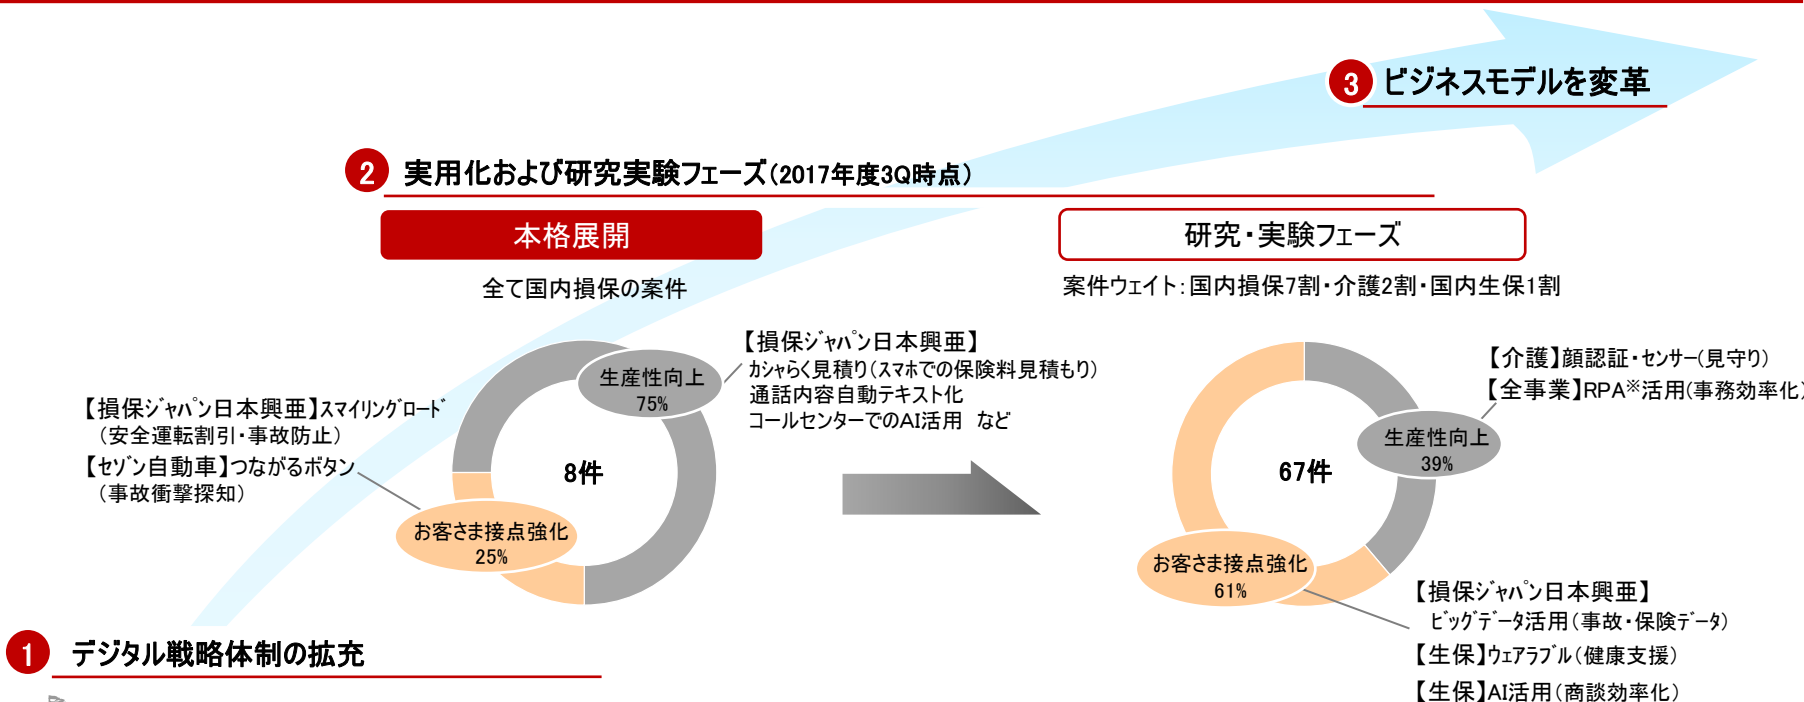 3 ビジネスモデルを変革
2 実用化および研究実験フェーズ（2017年度3Q時点）
本格展開
全て国内損保の案件
【損保ジャパン日本興亜】スマイリングロード
（安全運転割引・事故防止）
【セゾン自動車】つながるボタン
（事故衝撃探知）
生産性向上
75%
8件
お客さま接点強化
25%
【損保ジャパン日本興亜】
カシャらく見積り（スマホでの保険料見積もり）
通話内容自動テキスト化
コールセンターでのAI活用 など
研究・実験フェーズ
案件ウェイト：国内損保7割・介護2割・国内生保1割
【介護】顔認証・センサー（見守り）
【全事業】RPA※活用（事務効率化）
生産性向上
39%
67件
お客さま接点強化
61%
【損保ジャパン日本興亜】
ビッグデータ活用（事故・保険データ）
【生保】ウェアラブル（健康支援）
【生保】AI活用（商談効率化）
1 デジタル戦略体制の拡充